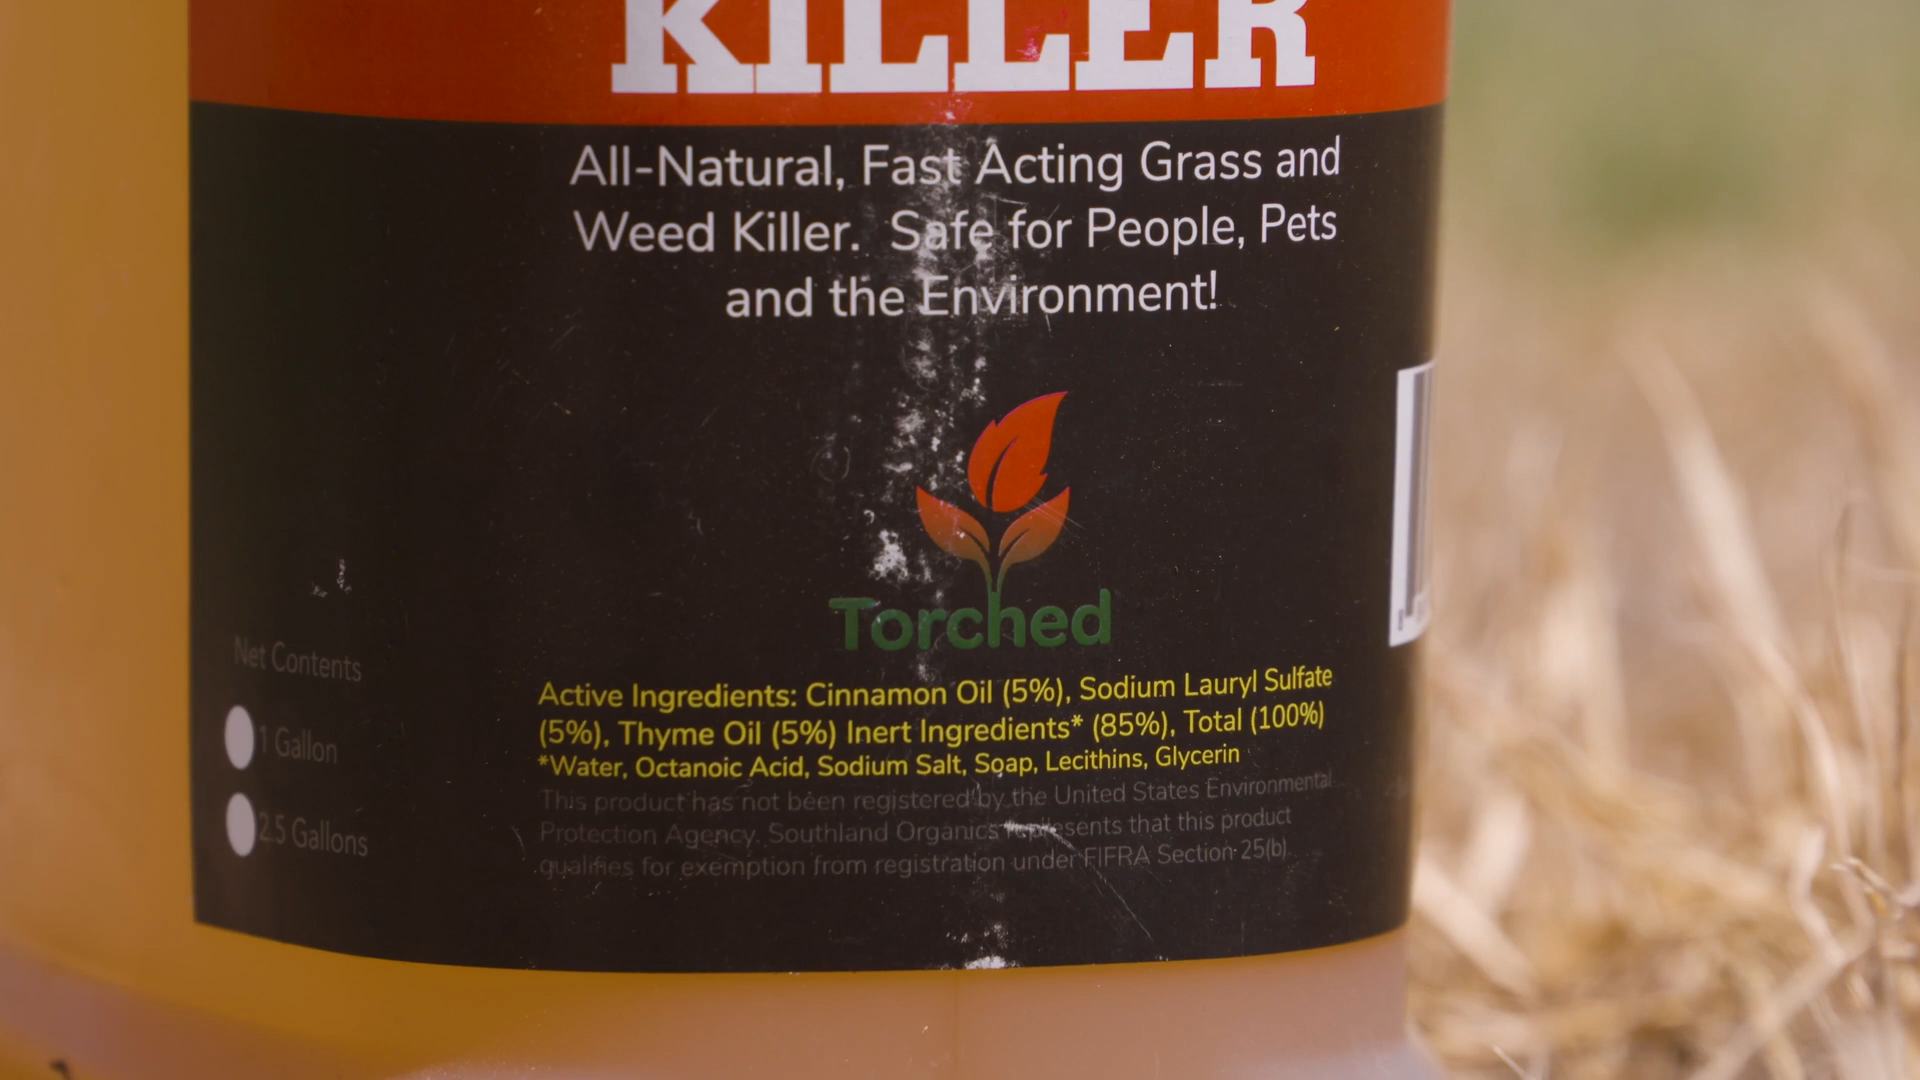 KILLER
All-Natural, Fast Acting Grass and
Weed Killer. Safe for People, Pets
and the Environment!
Torched
Net Contents
1 Gallon
2.5 Gallons
Active Ingredients: Cinnamon Oil (5%), Sodium Lauryl Sulfate
(5%), Thyme Oil (5%) Inert Ingredients* (85%), Total (100%)
*Water, Octanoic Acid, Sodium Salt, Soap, Lecithins, Glycerin
This product has not been registered by the United States Environmental
Protection Agency. Southland Organics represents that this product
qualifies for exemption from registration under FIFRA Section 25(b).